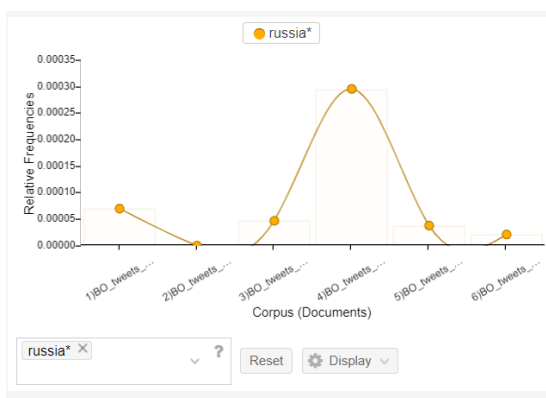 russia*
0.00035
0.00030
0.00025
0.00020
0.00015
0.00010
0.00005
0.00000
Relative Frequencies
1)BO_tweets_...
2)BO_tweets_...
3)BO_tweets_...
4)BO_tweets_...
5)BO_tweets_...
6)BO_tweets_...
Corpus (Documents)
russia* ×
?
Reset
Display